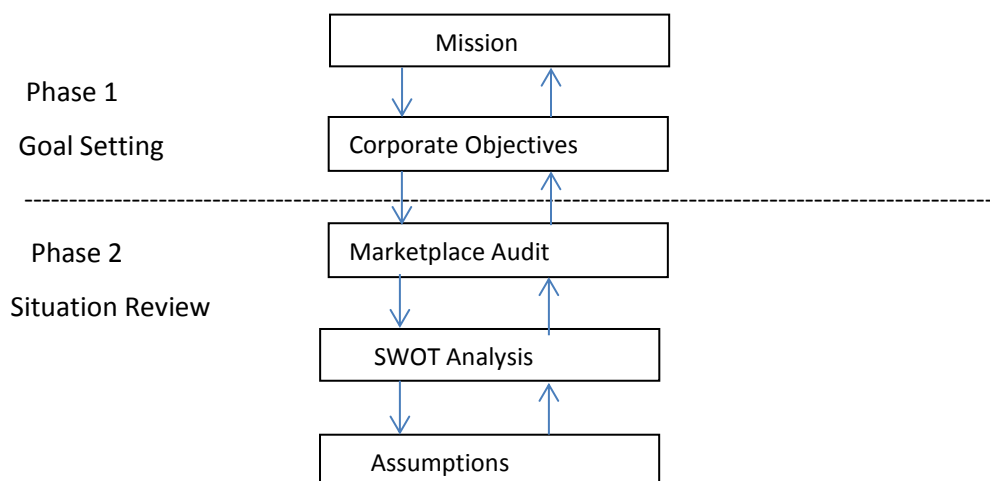 Mission
Phase 1
Goal Setting
Corporate Objectives
Phase 2
Marketplace Audit
Situation Review
SWOT Analysis
Assumptions